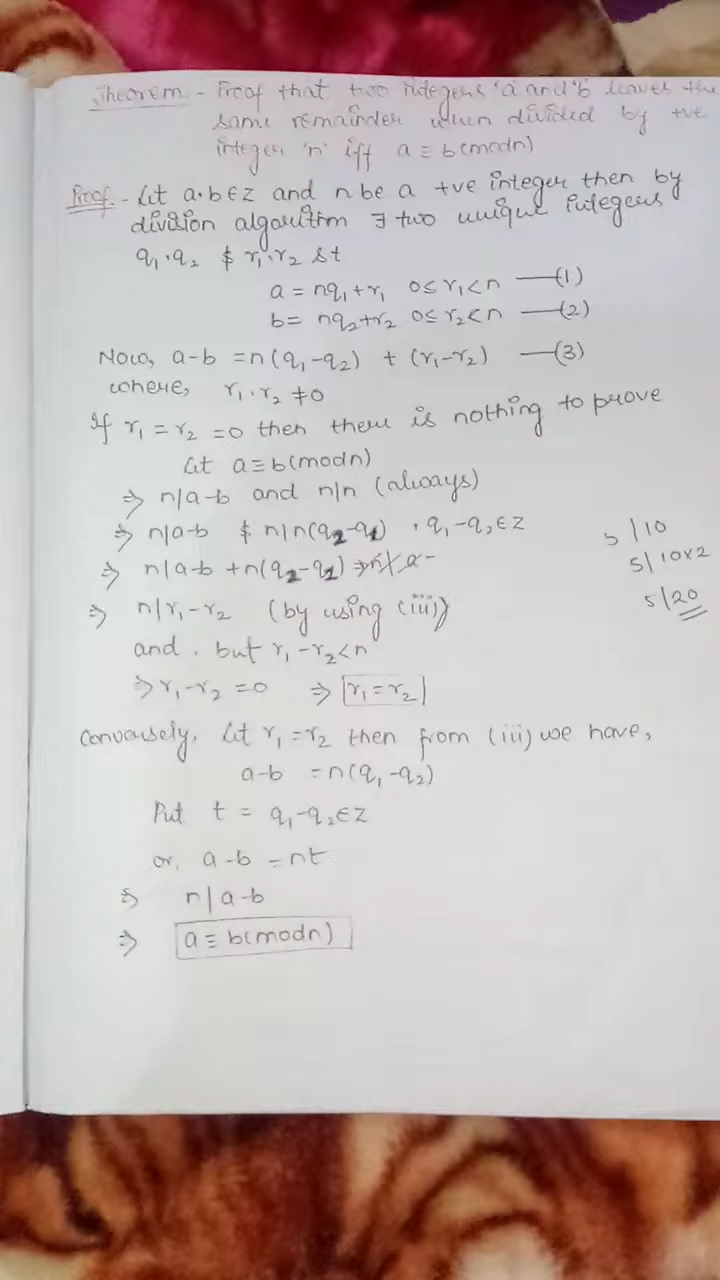 Theorem - Proof that two integers 'a and 'b leaves the
same remainder when divided by +ve
integer 'n' iff a ≡ b(modn)
Proof - Let a·b∈z and n be a +ve integer then by
division algorithm ∃ two unique integers
q₁·q₂ & r₁·r₂ st
a = nq₁+r₁ 0≤r₁<n —(1)
b = nq₂+r₂ 0≤r₂<n —(2)
Now, a-b = n(q₁-q₂) + (r₁-r₂) —(3)
where, r₁·r₂ ≠0
If r₁ = r₂ =0 then there is nothing to prove
Let a≡b(modn)
⇒ n/a-b and n/n (always)
⇒ n/a-b & n/n(q₂-q₁) · q₁-q₂∈Z
⇒ n/a-b +n(q₂-q₁)
⇒ n/r₁-r₂ (by using (iii))
and. but r₁-r₂<n
⇒ r₁-r₂ =0 ⇒ r₁=r₂
5/10
5/10×2
5/20
Conversely, Let r₁=r₂ then from (iii) we have,
a-b =n(q₁-q₂)
Put t = q₁-q₂∈Z
or, a-b =nt
⇒ n/a-b
⇒ a≡b(modn)